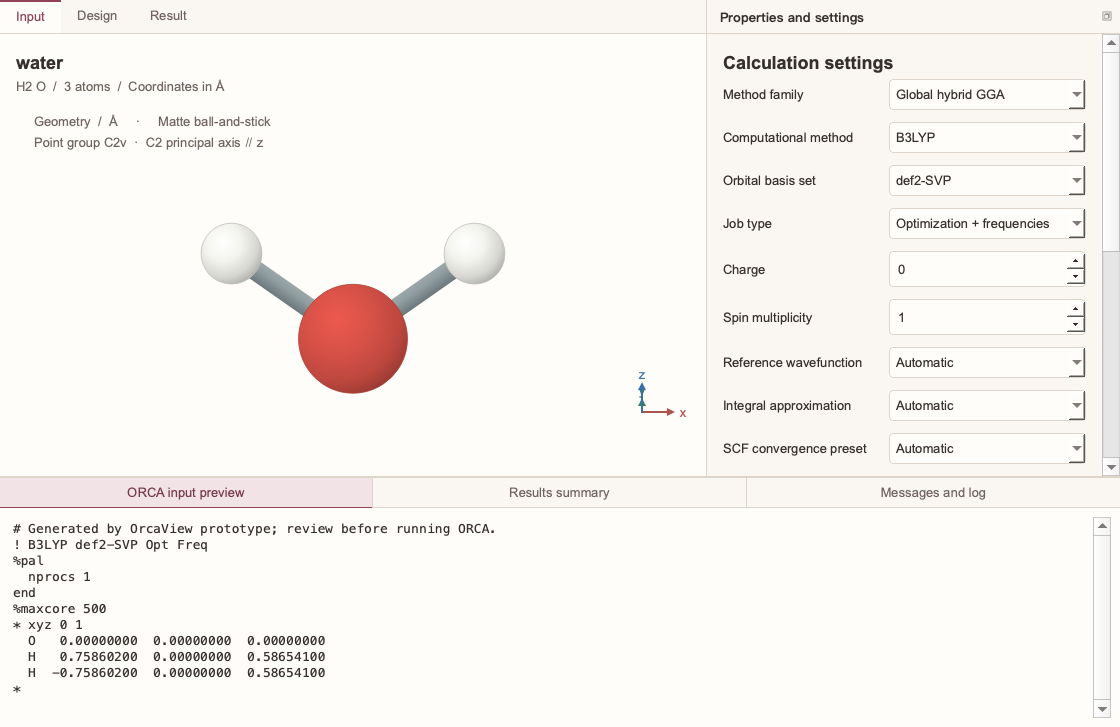 Input Design Result
Properties and settings
water
H2 O / 3 atoms / Coordinates in Å
Geometry / Å · Matte ball-and-stick
Point group C2v · C2 principal axis // z
z
x
Calculation settings
Method family Global hybrid GGA
Computational method B3LYP
Orbital basis set def2-SVP
Job type Optimization + frequencies
Charge 0
Spin multiplicity 1
Reference wavefunction Automatic
Integral approximation Automatic
SCF convergence preset Automatic
ORCA input preview Results summary Messages and log
# Generated by OrcaView prototype; review before running ORCA.
! B3LYP def2-SVP Opt Freq
%pal
  nprocs 1
end
%maxcore 500
* xyz 0 1
  O   0.00000000  0.00000000  0.00000000
  H   0.75860200  0.00000000  0.58654100
  H  -0.75860200  0.00000000  0.58654100
*